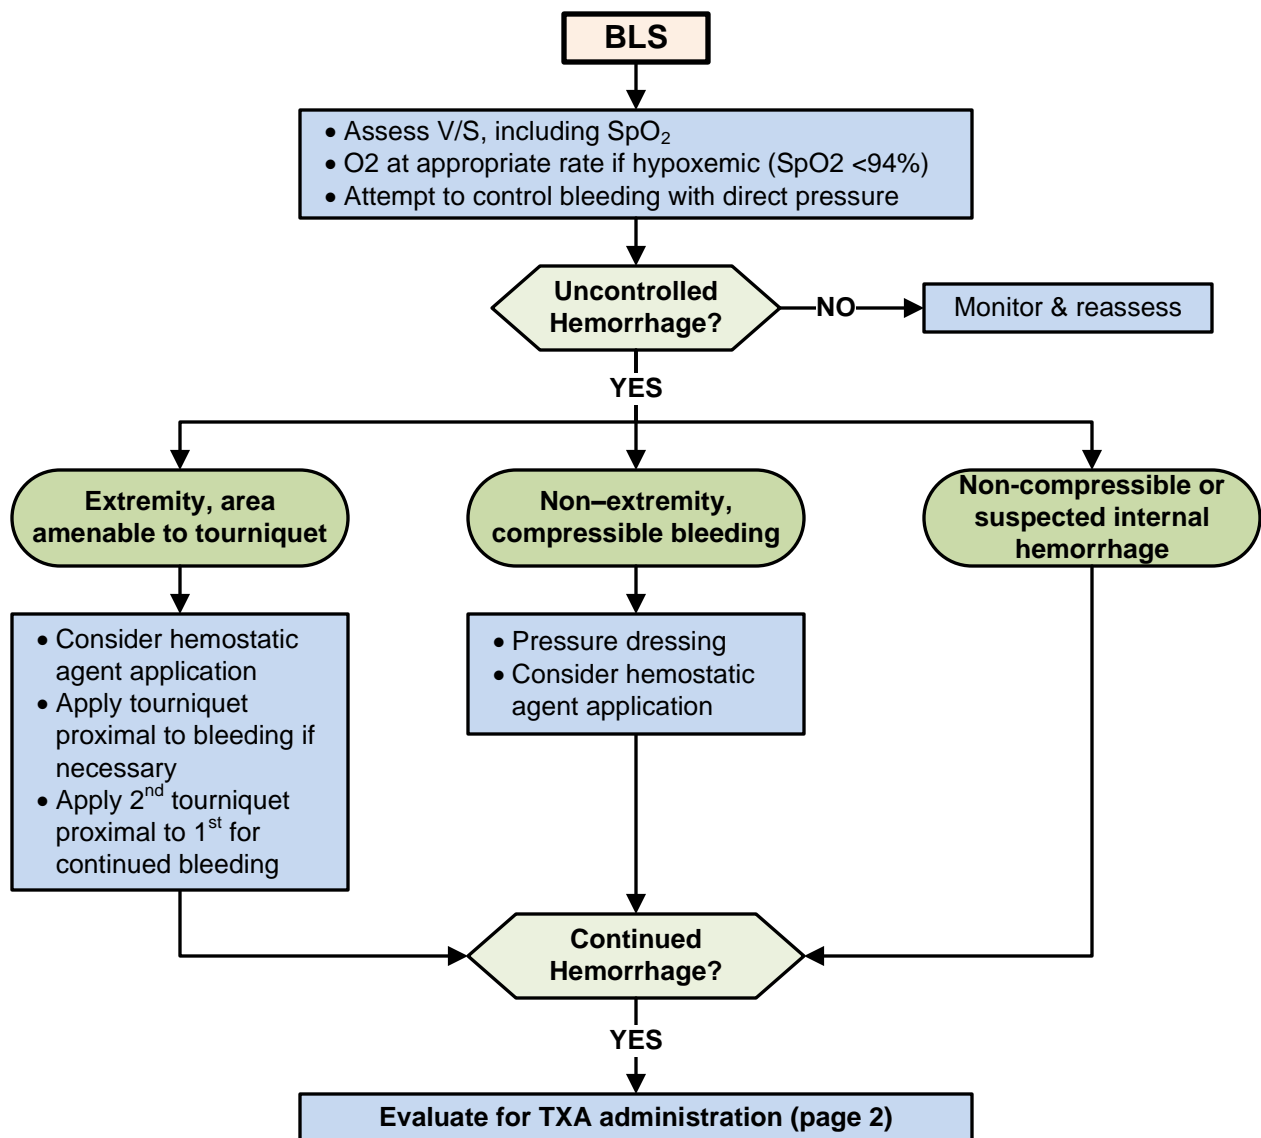 BLS
• Assess V/S, including SpO₂
• O2 at appropriate rate if hypoxemic (SpO2 <94%)
• Attempt to control bleeding with direct pressure
Uncontrolled
Hemorrhage?
NO
Monitor & reassess
YES
Extremity, area
amenable to tourniquet
Non–extremity,
compressible bleeding
Non-compressible or
suspected internal
hemorrhage
• Consider hemostatic
agent application
• Apply tourniquet
proximal to bleeding if
necessary
• Apply 2nd tourniquet
proximal to 1st for
continued bleeding
• Pressure dressing
• Consider hemostatic
agent application
Continued
Hemorrhage?
YES
Evaluate for TXA administration (page 2)